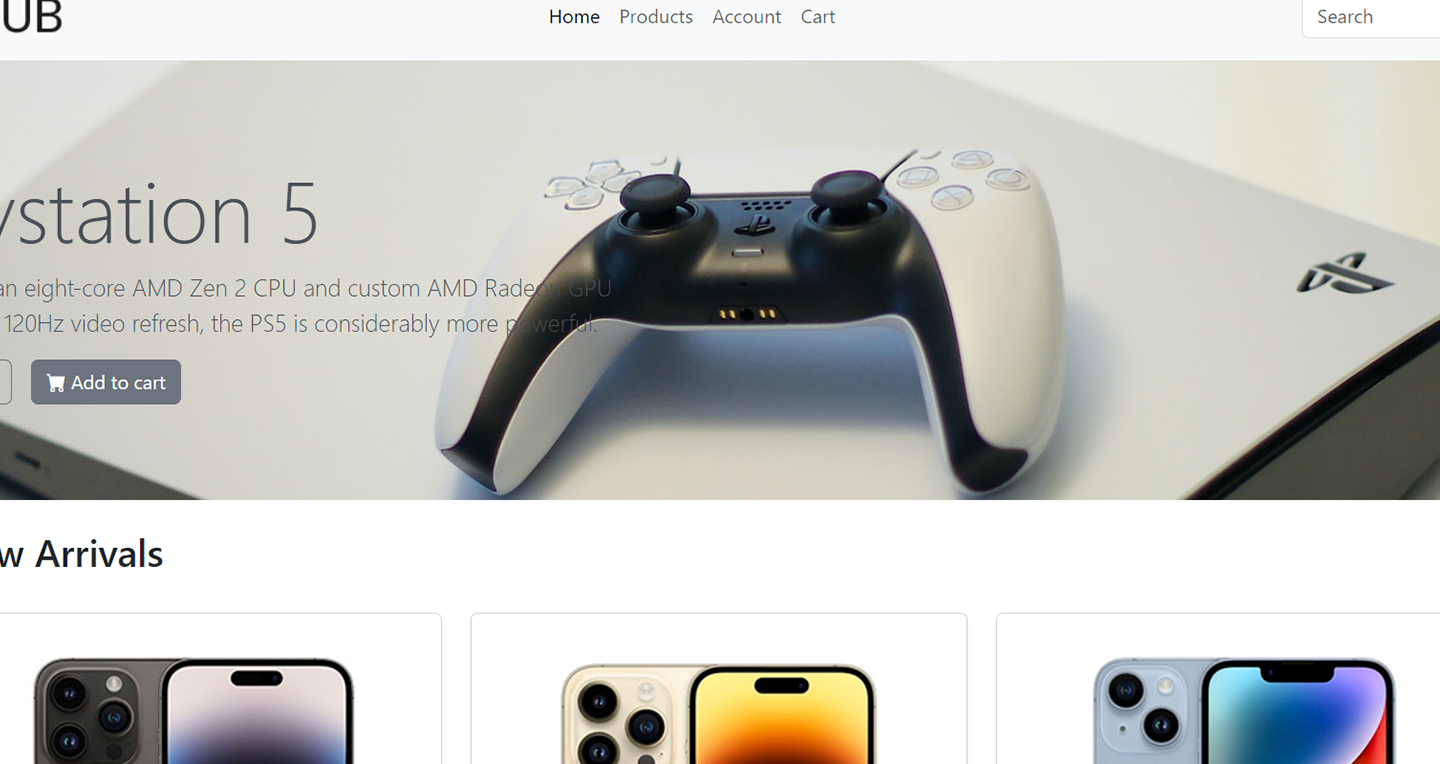 UB
Home Products Account Cart
Search
ystation 5
an eight-core AMD Zen 2 CPU and custom AMD Radeon GPU
120Hz video refresh, the PS5 is considerably more powerful.
Add to cart
w Arrivals